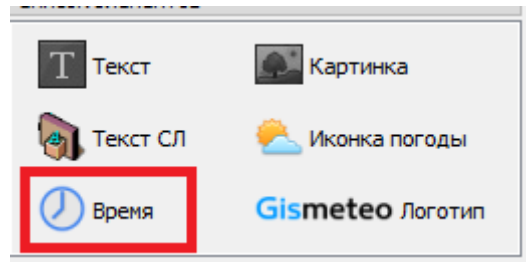 T Текст
Картинка
Текст СЛ
Иконка погоды
Время
Gismeteo Логотип